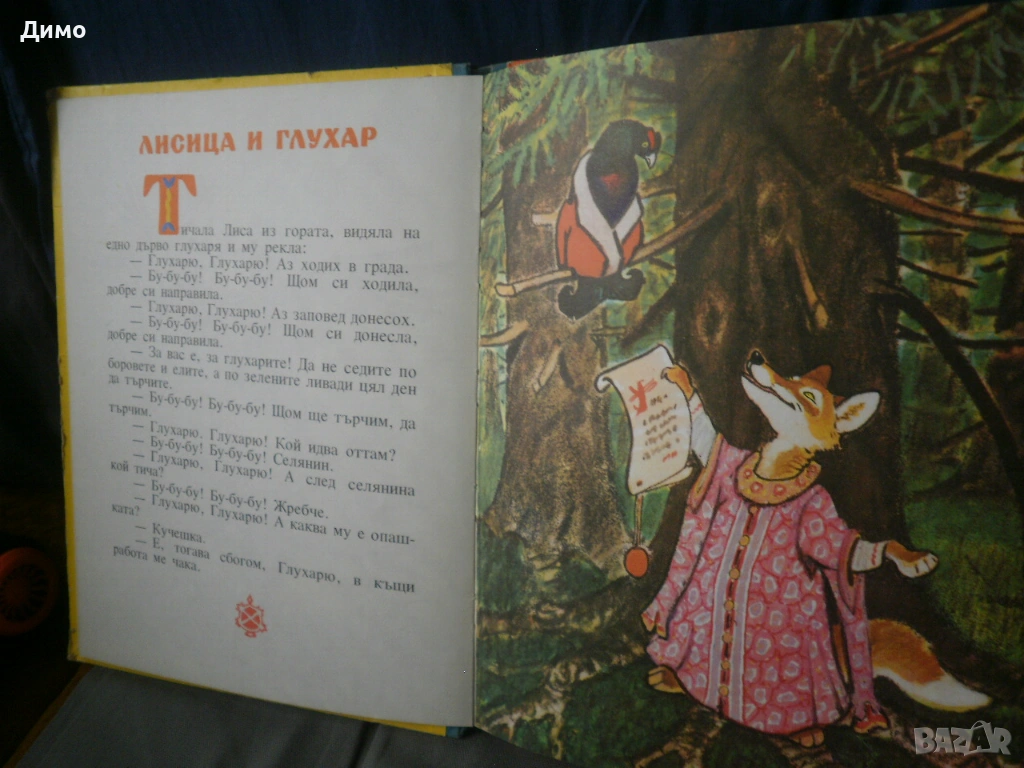 Димо
ЛИСИЦА И ГЛУХАР
Тичала Лиса из гората, видяла на
едно дърво глухаря и му рекла:
— Глухарю, Глухарю! Аз ходих в града.
— Бу-бу-бу! Бу-бу-бу! Щом си ходила,
добре си направила.
— Глухарю, Глухарю! Аз заповед донесох.
— Бу-бу-бу! Бу-бу-бу! Щом си донесла,
добре си направила.
— За вас е, за глухарите! Да не седите по
боровете и елите, а по зелените ливади цял ден
да търчите.
— Бу-бу-бу! Бу-бу-бу! Щом ще търчим, да
търчим.
— Глухарю. Глухарю! Кой идва оттам?
— Бу-бу-бу! Бу-бу-бу! Селянин.
— Глухарю, Глухарю! А след селянина
кой тича?
— Бу-бу-бу! Бу-бу-бу! Жребче.
— Глухарю, Глухарю! А каква му е опаш-
ката?
— Кучешка.
— Е, тогава сбогом, Глухарю, в къщи
работа ме чака.
BAZAR